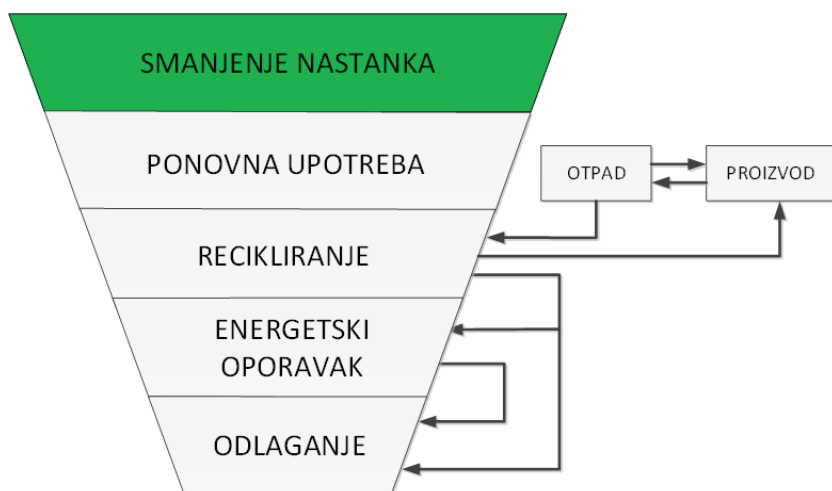 SMANJENJE NASTANKA
PONOVNA UPOTREBA
OTPAD
PROIZVOD
RECIKLIRANJE
ENERGETSKI
OPORAVAK
ODLAGANJE